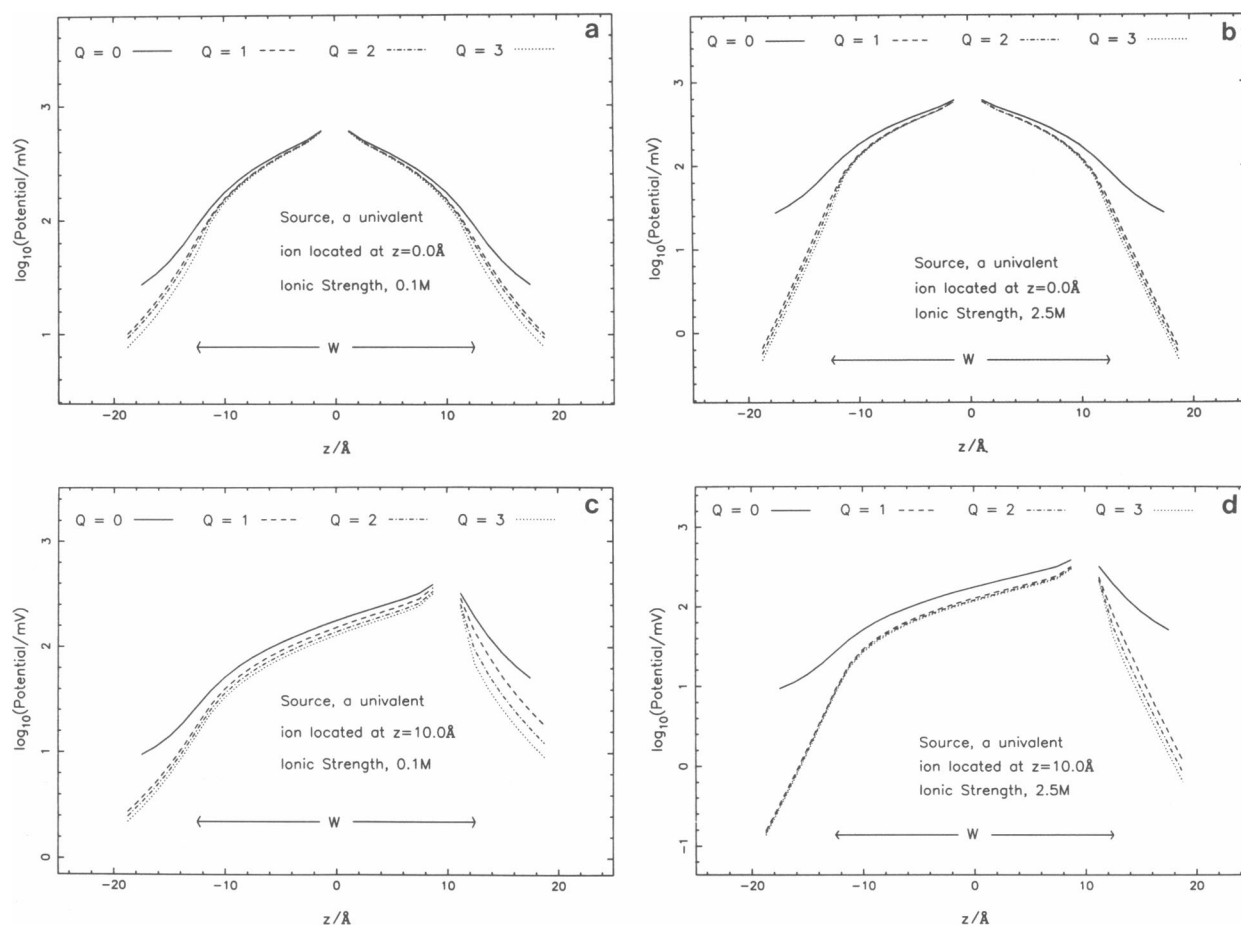 a
Q = 0 Q = 1 Q = 2 Q = 3
3
2
1
log10(Potential/mV)
Source, a univalent
ion located at z=0.0Å
Ionic Strength, 0.1M
W
−20 −10 0 10 20
z/Å
b
Q = 0 Q = 1 Q = 2 Q = 3
3
2
1
0
log10(Potential/mV)
Source, a univalent
ion located at z=0.0Å
Ionic Strength, 2.5M
W
−20 −10 0 10 20
z/Å
c
Q = 0 Q = 1 Q = 2 Q = 3
3
2
1
0
log10(Potential/mV)
Source, a univalent
ion located at z=10.0Å
Ionic Strength, 0.1M
W
−20 −10 0 10 20
z/Å
d
Q = 0 Q = 1 Q = 2 Q = 3
3
2
1
0
−1
log10(Potential/mV)
Source, a univalent
ion located at z=10.0Å
Ionic Strength, 2.5M
W
−20 −10 0 10 20
z/Å